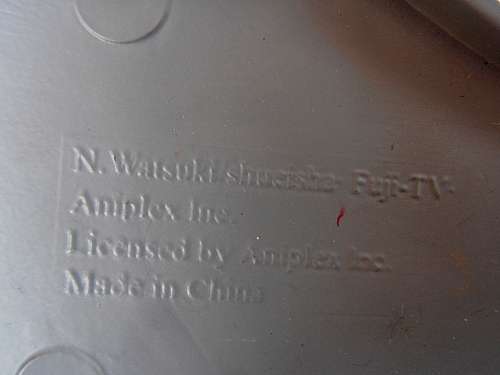 N.Watsuki shueisha· Fuji-TV·
Aniplex Inc.
Licensed by Aniplex Inc.
Made in China